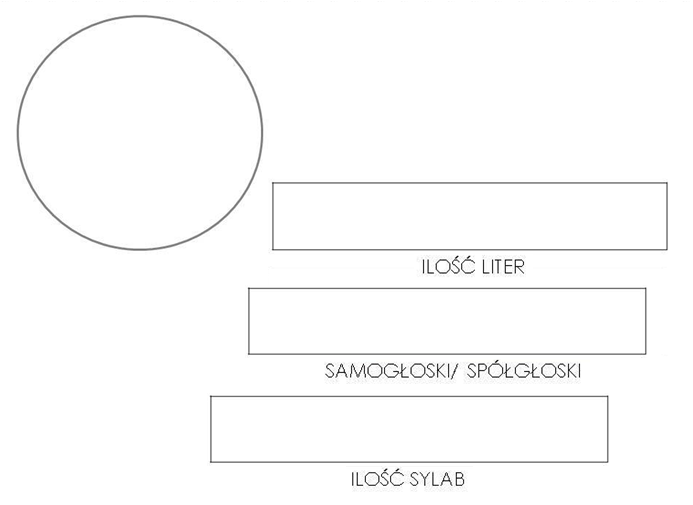 ILOŚĆ LITER
SAMOGŁOSKI/ SPÓŁGŁOSKI
ILOŚĆ SYLAB